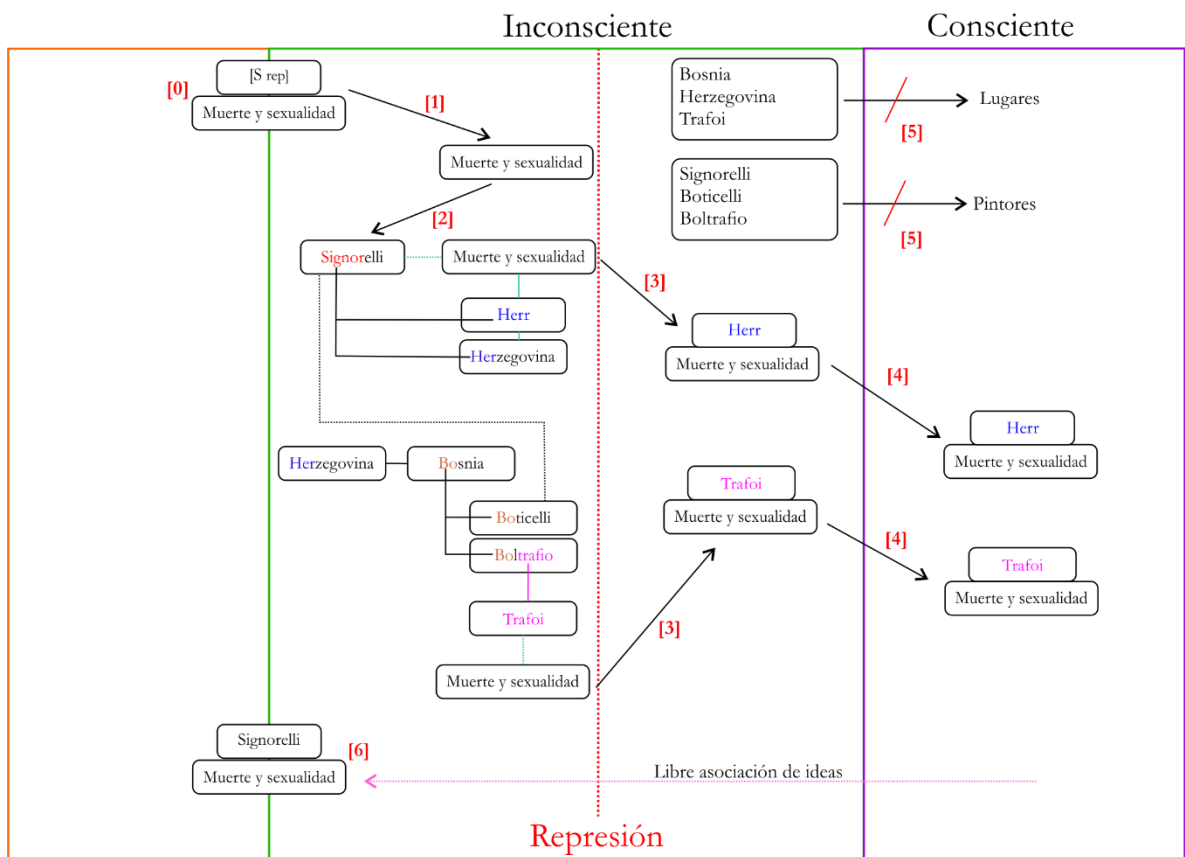 Inconsciente
Consciente
[S rep]
[0]
Muerte y sexualidad
[1]
Muerte y sexualidad
[2]
Bosnia
Herzegovina
Trafoi
Lugares
[5]
Signorelli
Boticelli
Boltrafio
Pintores
[5]
Signorelli
Muerte y sexualidad
[3]
Herr
Herzegovina
Herr
Muerte y sexualidad
[4]
Herr
Muerte y sexualidad
Herzegovina
Bosnia
Boticelli
Boltrafio
Trafoi
Muerte y sexualidad
[3]
Trafoi
Muerte y sexualidad
[4]
Trafoi
Muerte y sexualidad
Signorelli
[6]
Muerte y sexualidad
Libre asociación de ideas
Represión